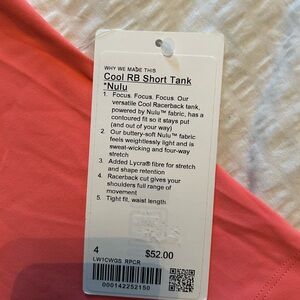 WHY WE MADE THIS
Cool RB Short Tank
*Nulu
1. Focus. Focus. Focus. Our
versatile Cool Racerback tank,
powered by Nulu™ fabric, has a
contoured fit so it stays put
(and out of your way)
2. Our buttery-soft Nulu™ fabric
feels weightlessly light and is
sweat-wicking and four-way
stretch
3. Added Lycra® fibre for stretch
and shape retention
4. Racerback cut gives your
shoulders full range of
movement
5. Tight fit, waist length
4 $52.00
LW1CWGS RPCR
000142252150